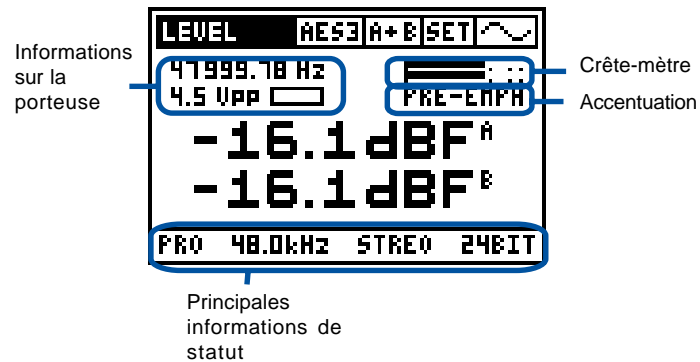 LEVEL AES3 A+B SET
Informations
sur la
porteuse
47999.78 Hz
4.5 Vpp
Crête-mètre
PRE-EMPH
Accentuation
-16.1dBF A
-16.1dBF B
PRO 48.0kHz STREO 24BIT
Principales
informations de
statut